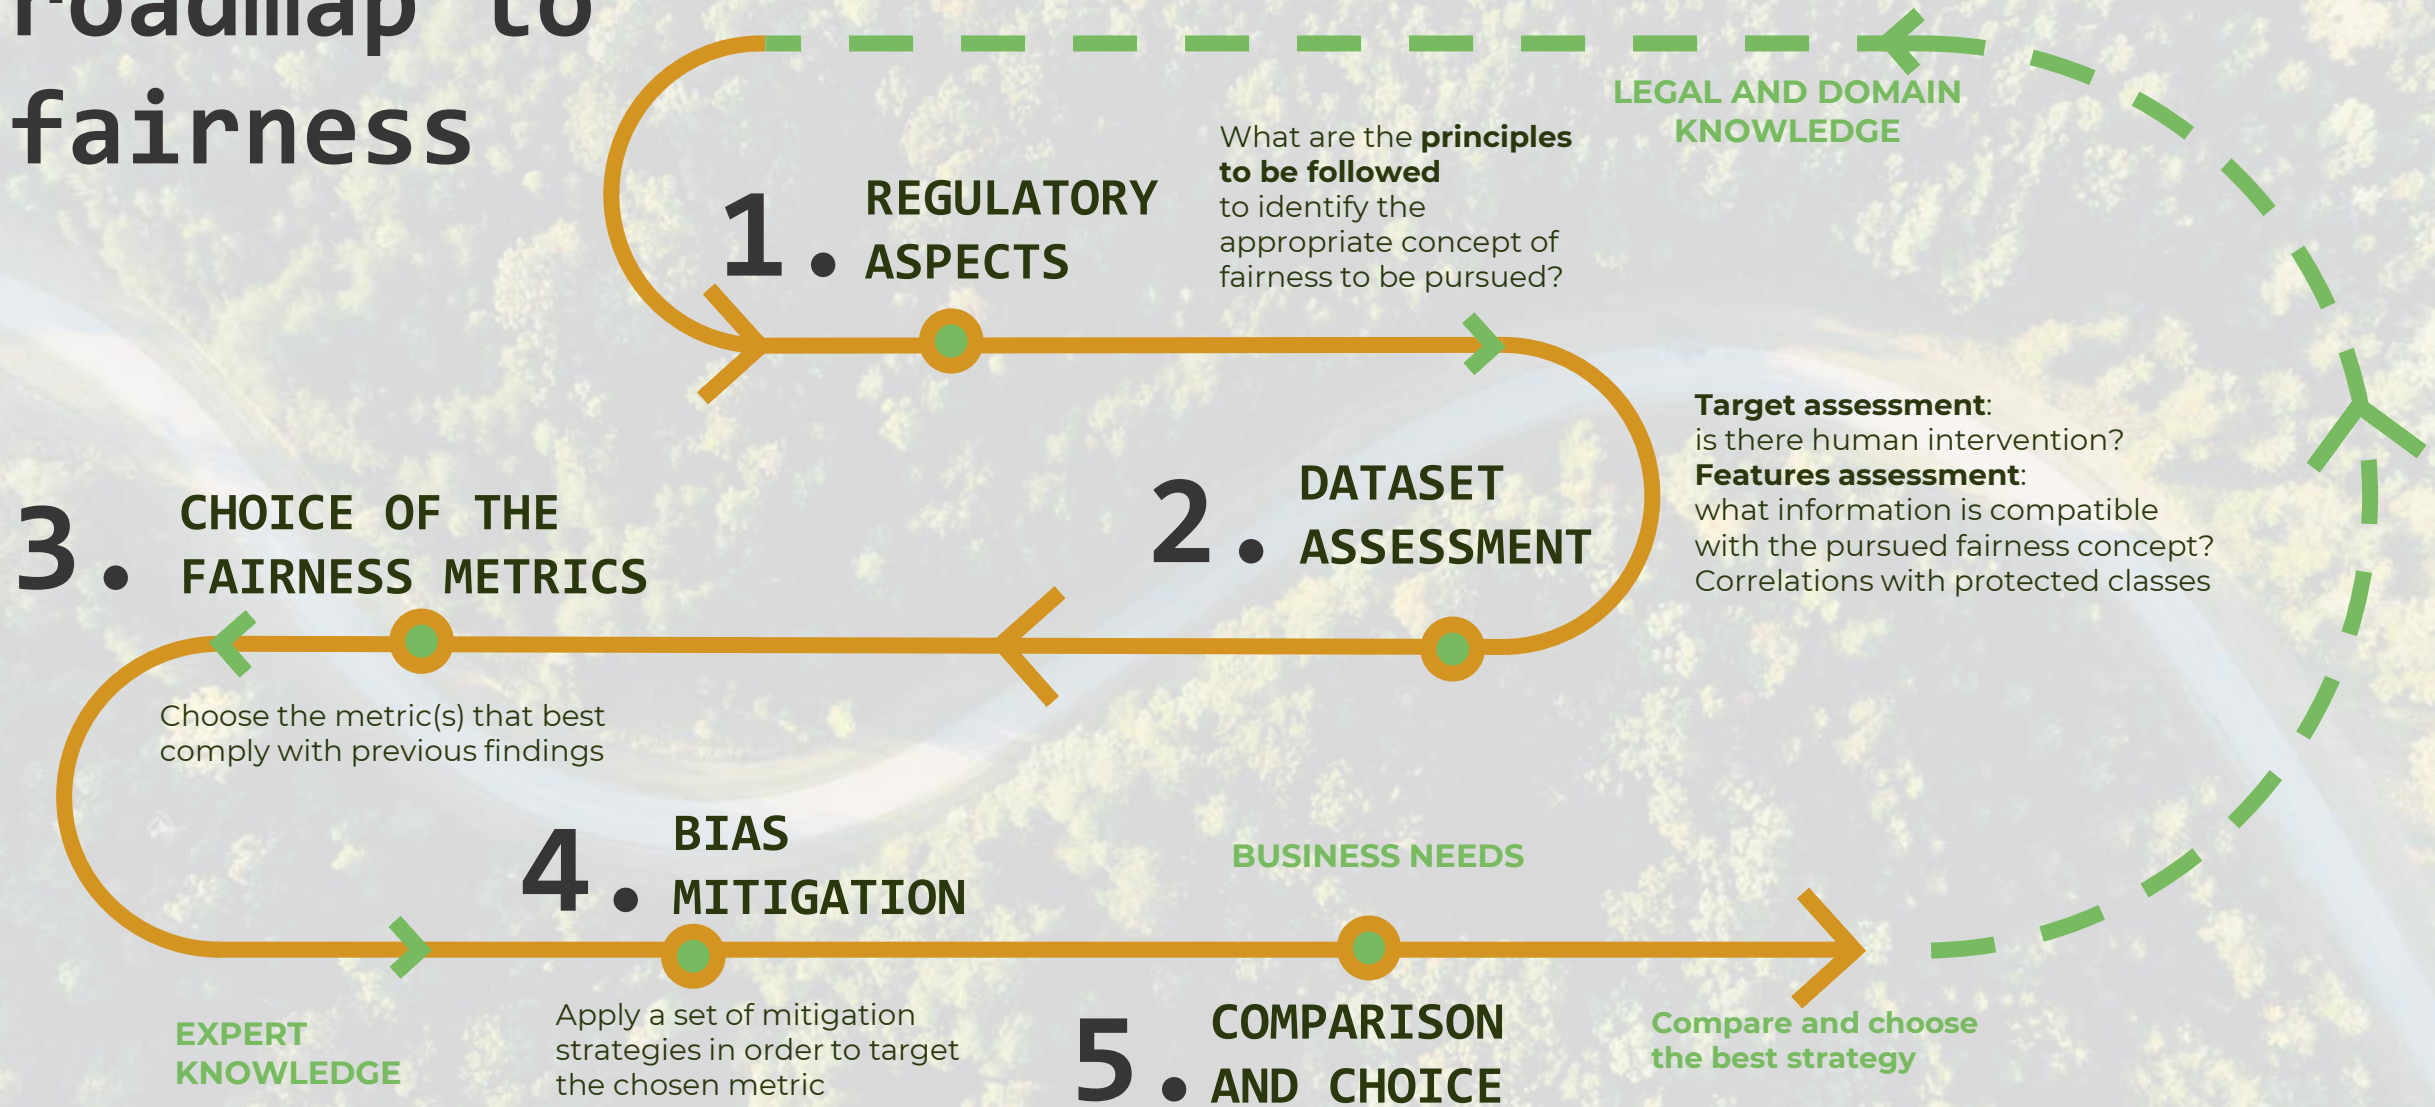 roadmap to
fairness
LEGAL AND DOMAIN
KNOWLEDGE
1.
REGULATORY
ASPECTS
What are the principles
to be followed
to identify the
appropriate concept of
fairness to be pursued?
2.
DATASET
ASSESSMENT
Target assessment:
is there human intervention?
Features assessment:
what information is compatible
with the pursued fairness concept?
Correlations with protected classes
3.
CHOICE OF THE
FAIRNESS METRICS
Choose the metric(s) that best
comply with previous findings
4.
BIAS
MITIGATION
EXPERT
KNOWLEDGE
Apply a set of mitigation
strategies in order to target
the chosen metric
BUSINESS NEEDS
5.
COMPARISON
AND CHOICE
Compare and choose
the best strategy